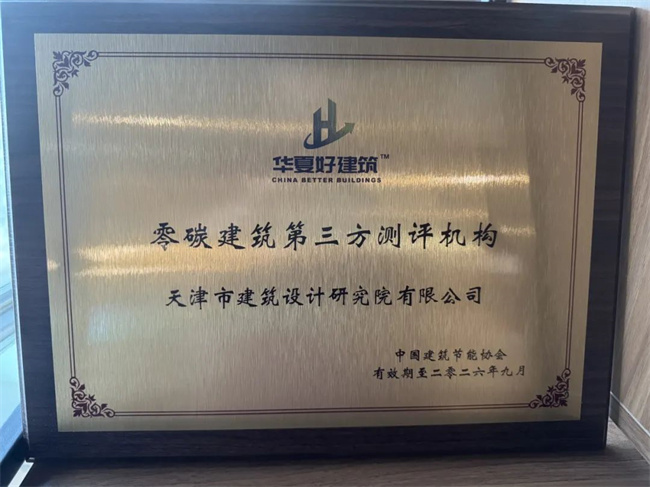 华夏好建筑™
CHINA BETTER BUILDINGS
零碳建筑第三方测评机构
天津市建筑设计研究院有限公司
中国建筑节能协会
有效期至二〇二六年九月